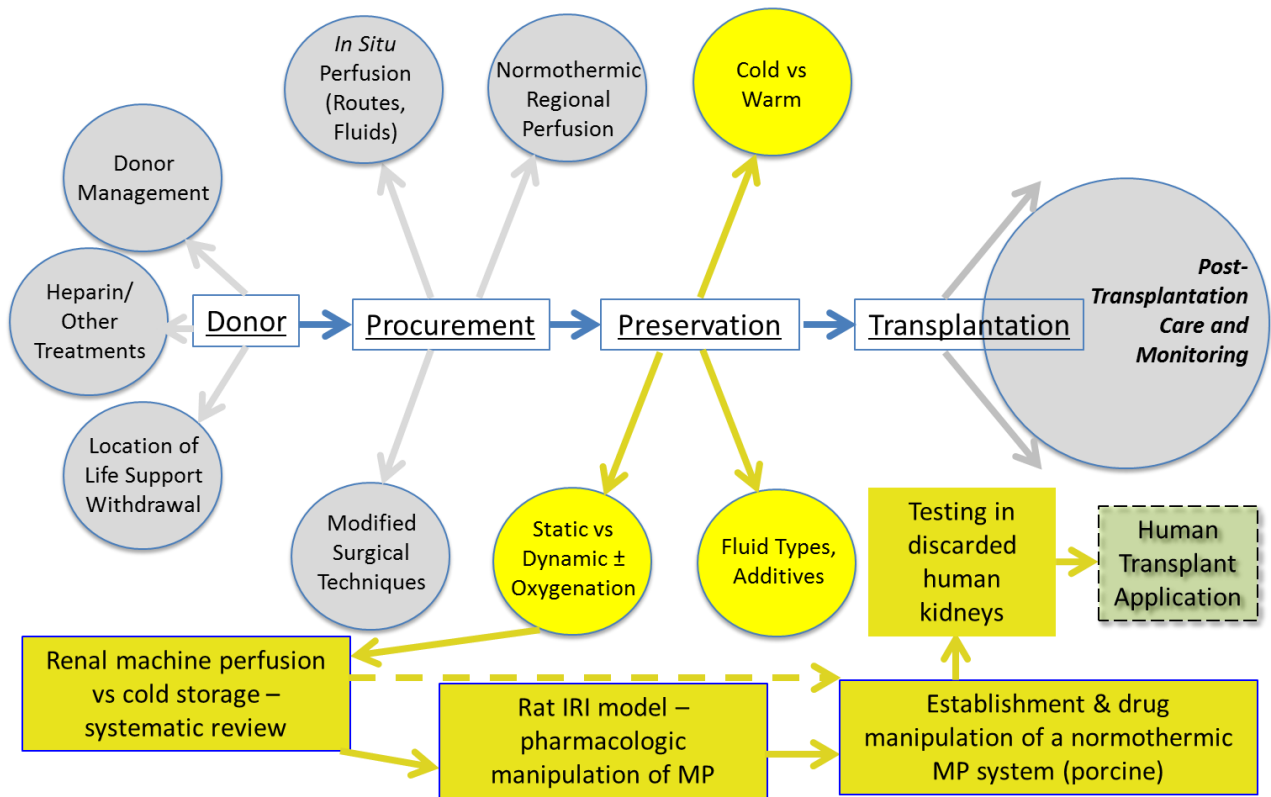 In Situ
Perfusion
(Routes,
Fluids)
Normothermic
Regional
Perfusion
Cold vs
Warm
Donor
Management
Heparin/
Other
Treatments
Location of
Life Support
Withdrawal
Donor
Procurement
Preservation
Transplantation
Post-
Transplantation
Care and
Monitoring
Modified
Surgical
Techniques
Static vs
Dynamic ±
Oxygenation
Fluid Types,
Additives
Testing in
discarded
human
kidneys
Human
Transplant
Application
Renal machine perfusion
vs cold storage –
systematic review
Rat IRI model –
pharmacologic
manipulation of MP
Establishment & drug
manipulation of a normothermic
MP system (porcine)